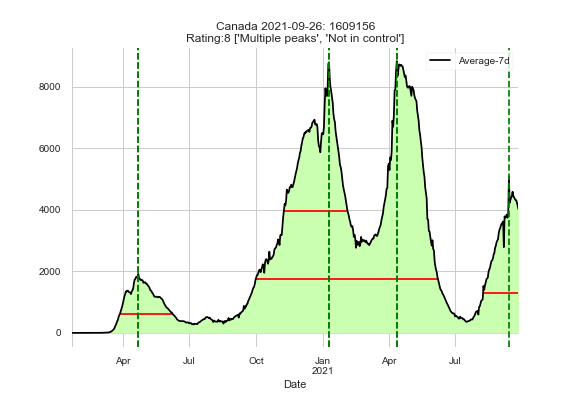 Canada 2021-09-26: 1609156
Rating:8 ['Multiple peaks', 'Not in control']
Average-7d
8000
6000
4000
2000
0
Apr Jul Oct Jan Apr Jul
2021
Date